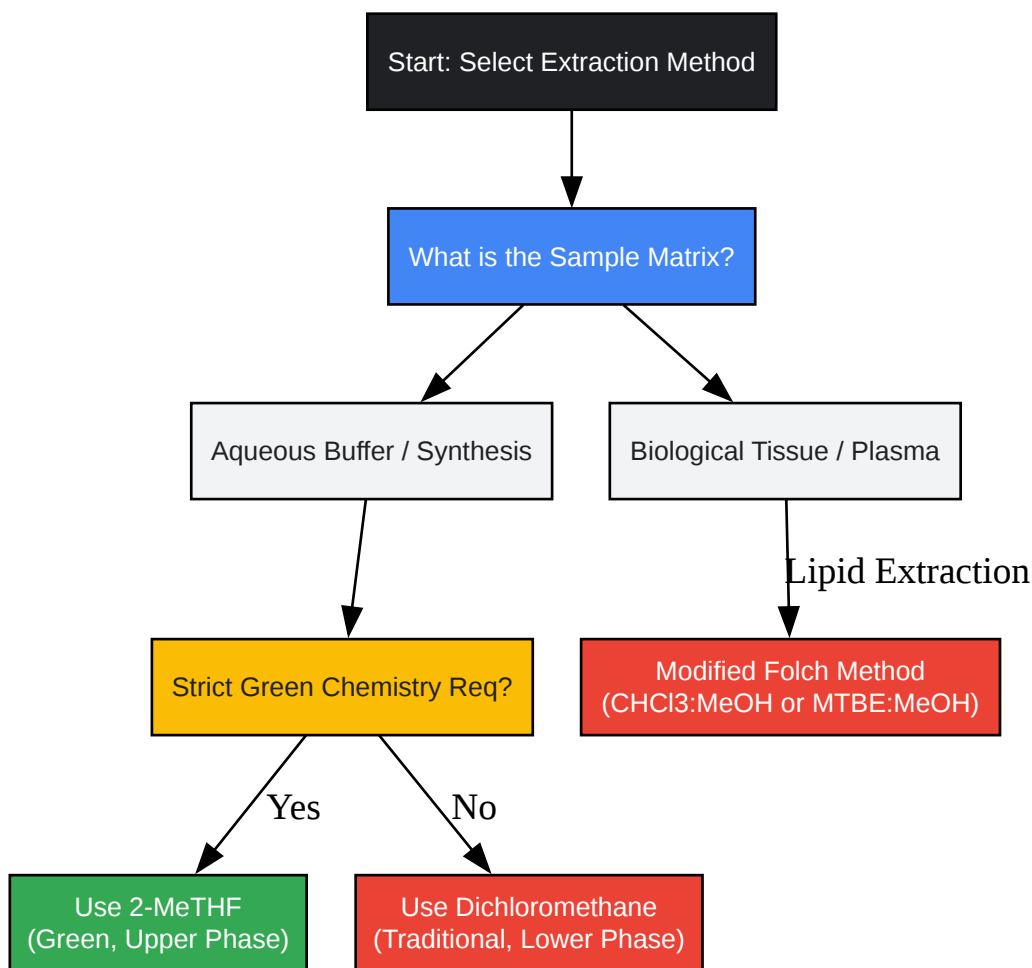 Start: Select Extraction Method
What is the Sample Matrix?
Aqueous Buffer / Synthesis
Biological Tissue / Plasma
Lipid Extraction
Strict Green Chemistry Req?
Modified Folch Method
(CHCl3:MeOH or MTBE:MeOH)
Yes
No
Use 2-MeTHF
(Green, Upper Phase)
Use Dichloromethane
(Traditional, Lower Phase)